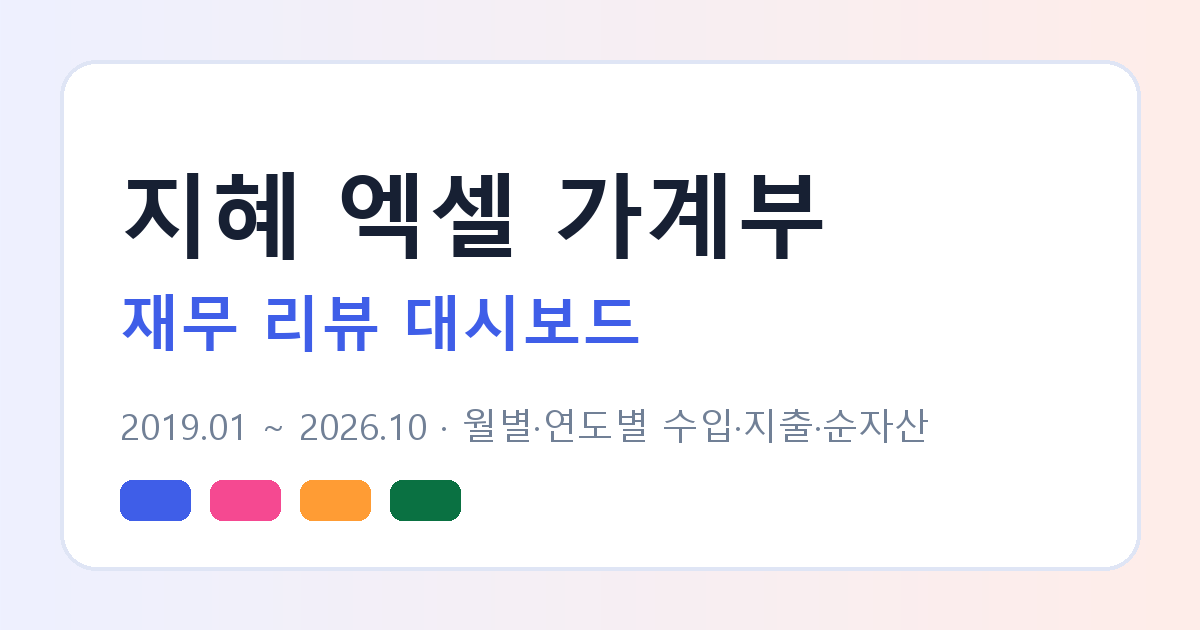 지혜 엑셀 가계부
재무 리뷰 대시보드
2019.01 ~ 2026.10 · 월별·연도별 수입·지출·순자산